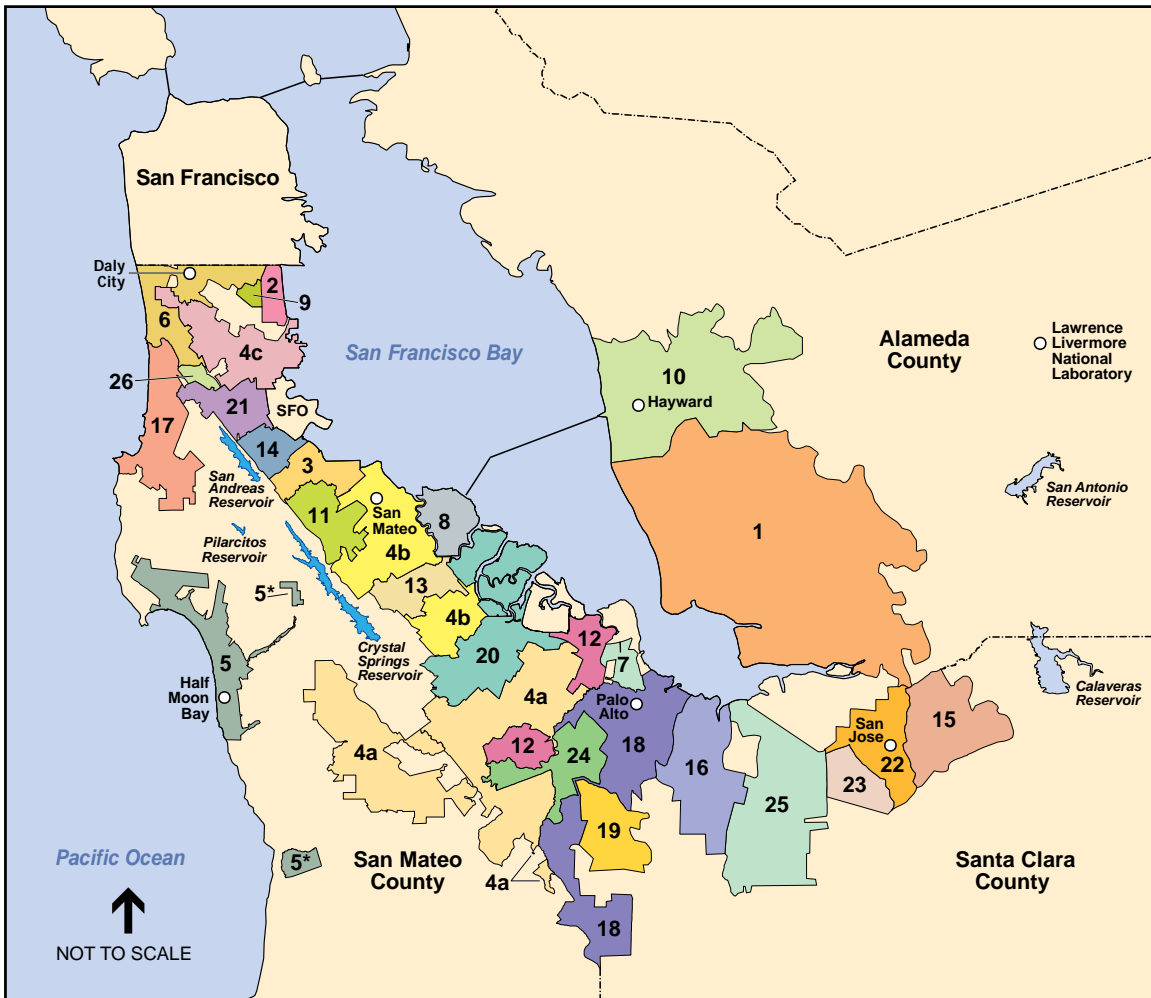 San Francisco
Daly
City
2
9
6
4c
San Francisco Bay
26
21
SFO
17
14
3
San
Andreas
Reservoir
11
San
Mateo
8
Pilarcitos
Reservoir
4b
13
5*
4b
Crystal
Springs
Reservoir
20
12
7
5
Half
Moon
Bay
4a
Palo
Alto
4a
12
24
18
16
25
19
5*
4a
18
Pacific Ocean
NOT TO SCALE
San Mateo
County
Alameda
County
Lawrence
Livermore
National
Laboratory
10
Hayward
1
San Antonio
Reservoir
Calaveras
Reservoir
San
Jose
22
15
23
Santa Clara
County